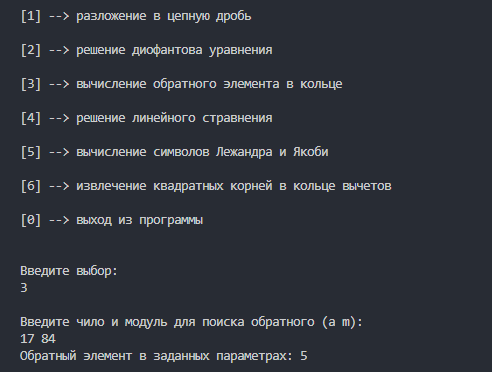 [1] --> разложение в цепную дробь
[2] --> решение диофантова уравнения
[3] --> вычисление обратного элемента в кольце
[4] --> решение линейного стравнения
[5] --> вычисление символов Лежандра и Якоби
[6] --> извлечение квадратных корней в кольце вычетов
[0] --> выход из программы
Введите выбор:
3
Введите чило и модуль для поиска обратного (a m):
17 84
Обратный элемент в заданных параметрах: 5